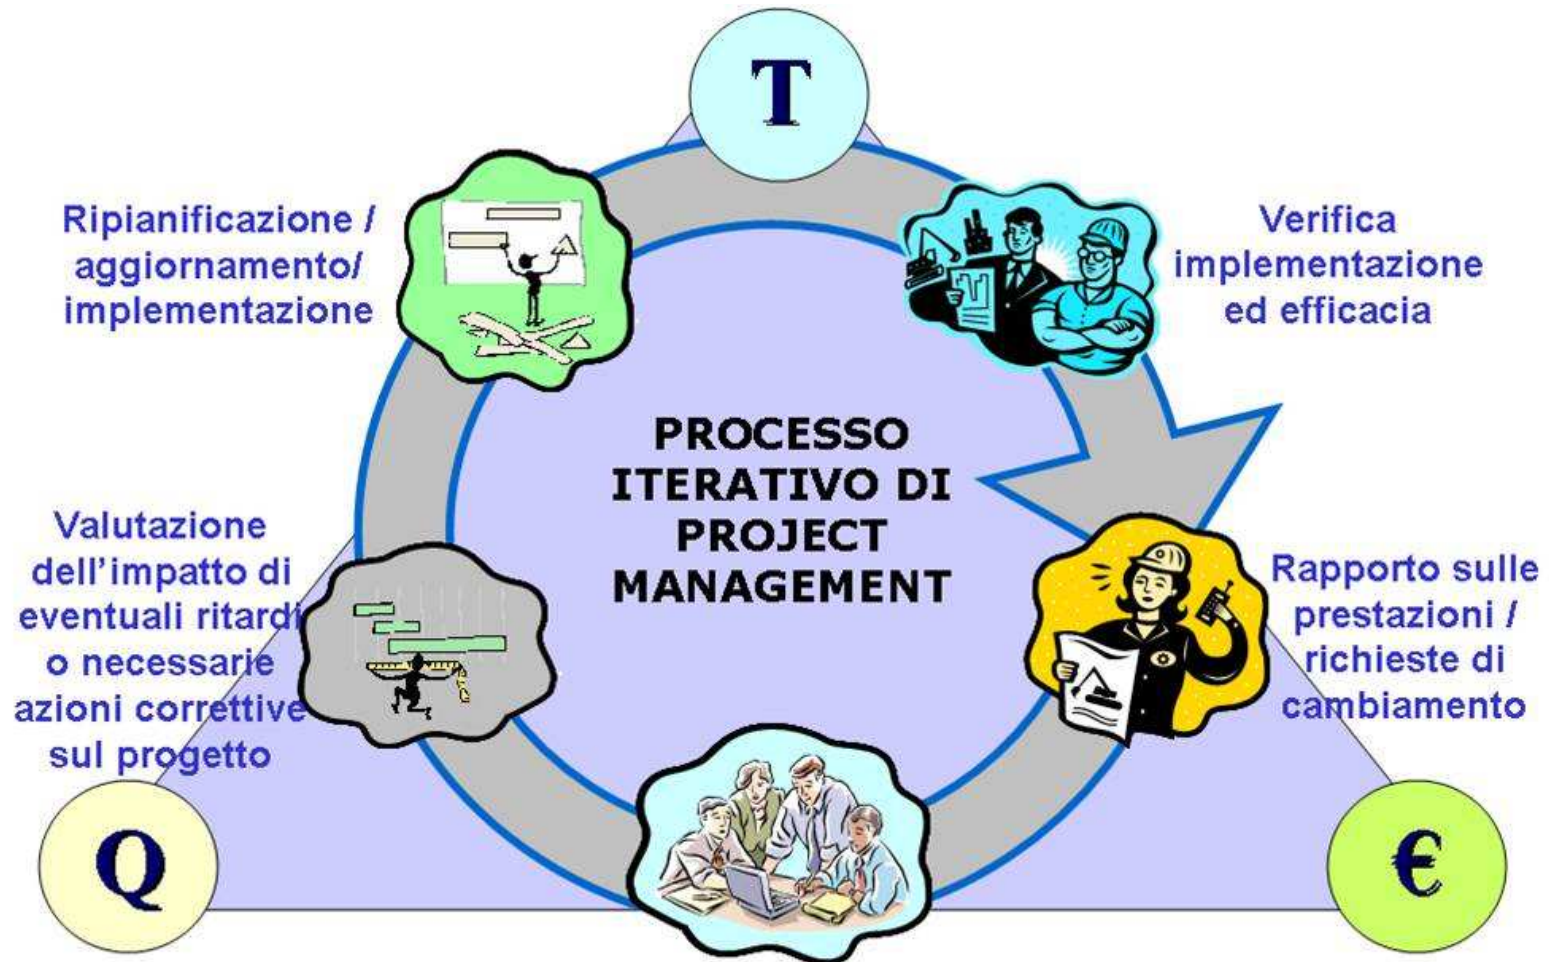 T
Ripianificazione /
aggiornamento/
implementazione
Verifica
implementazione
ed efficacia
PROCESSO
ITERATIVO DI
PROJECT
MANAGEMENT
Valutazione
dell'impatto di
eventuali ritardi
o necessarie
azioni correttive
sul progetto
Rapporto sulle
prestazioni /
richieste di
cambiamento
Q
€